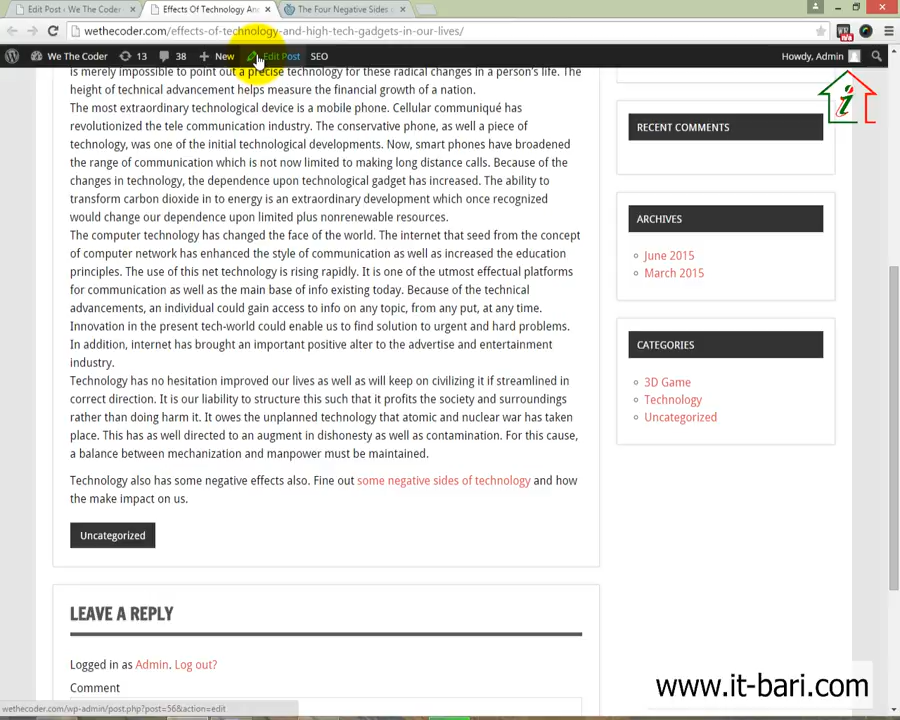 Edit Post ‹ We The Coder
Effects Of Technology An
The Four Negative Sides o
wethecoder.com/effects-of-technology-and-high-tech-gadgets-in-our-lives/
We The Coder 13 38 New Edit Post SEO Howdy, Admin
is merely impossible to point out a precise technology for these radical changes in a person's life. The
height of technical advancement helps measure the financial growth of a nation.
The most extraordinary technological device is a mobile phone. Cellular communiqué has
revolutionized the tele communication industry. The conservative phone, as well a piece of
technology, was one of the initial technological developments. Now, smart phones have broadened
the range of communication which is not now limited to making long distance calls. Because of the
changes in technology, the dependence upon technological gadget has increased. The ability to
transform carbon dioxide in to energy is an extraordinary development which once recognized
would change our dependence upon limited plus nonrenewable resources.
The computer technology has changed the face of the world. The internet that seed from the concept
of computer network has enhanced the style of communication as well as increased the education
principles. The use of this net technology is rising rapidly. It is one of the utmost effectual platforms
for communication as well as the main base of info existing today. Because of the technical
advancements, an individual could gain access to info on any topic, from any put, at any time.
Innovation in the present tech-world could enable us to find solution to urgent and hard problems.
In addition, internet has brought an important positive alter to the advertise and entertainment
industry.
Technology has no hesitation improved our lives as well as will keep on civilizing it if streamlined in
correct direction. It is our liability to structure this such that it profits the society and surroundings
rather than doing harm it. It owes the unplanned technology that atomic and nuclear war has taken
place. This has as well directed to an augment in dishonesty as well as contamination. For this cause,
a balance between mechanization and manpower must be maintained.
Technology also has some negative effects also. Fine out some negative sides of technology and how
the make impact on us.
Uncategorized
LEAVE A REPLY
Logged in as Admin. Log out?
Comment
RECENT COMMENTS
ARCHIVES
June 2015
March 2015
CATEGORIES
3D Game
Technology
Uncategorized
www.it-bari.com
wethecoder.com/wp-admin/post.php?post=56&action=edit